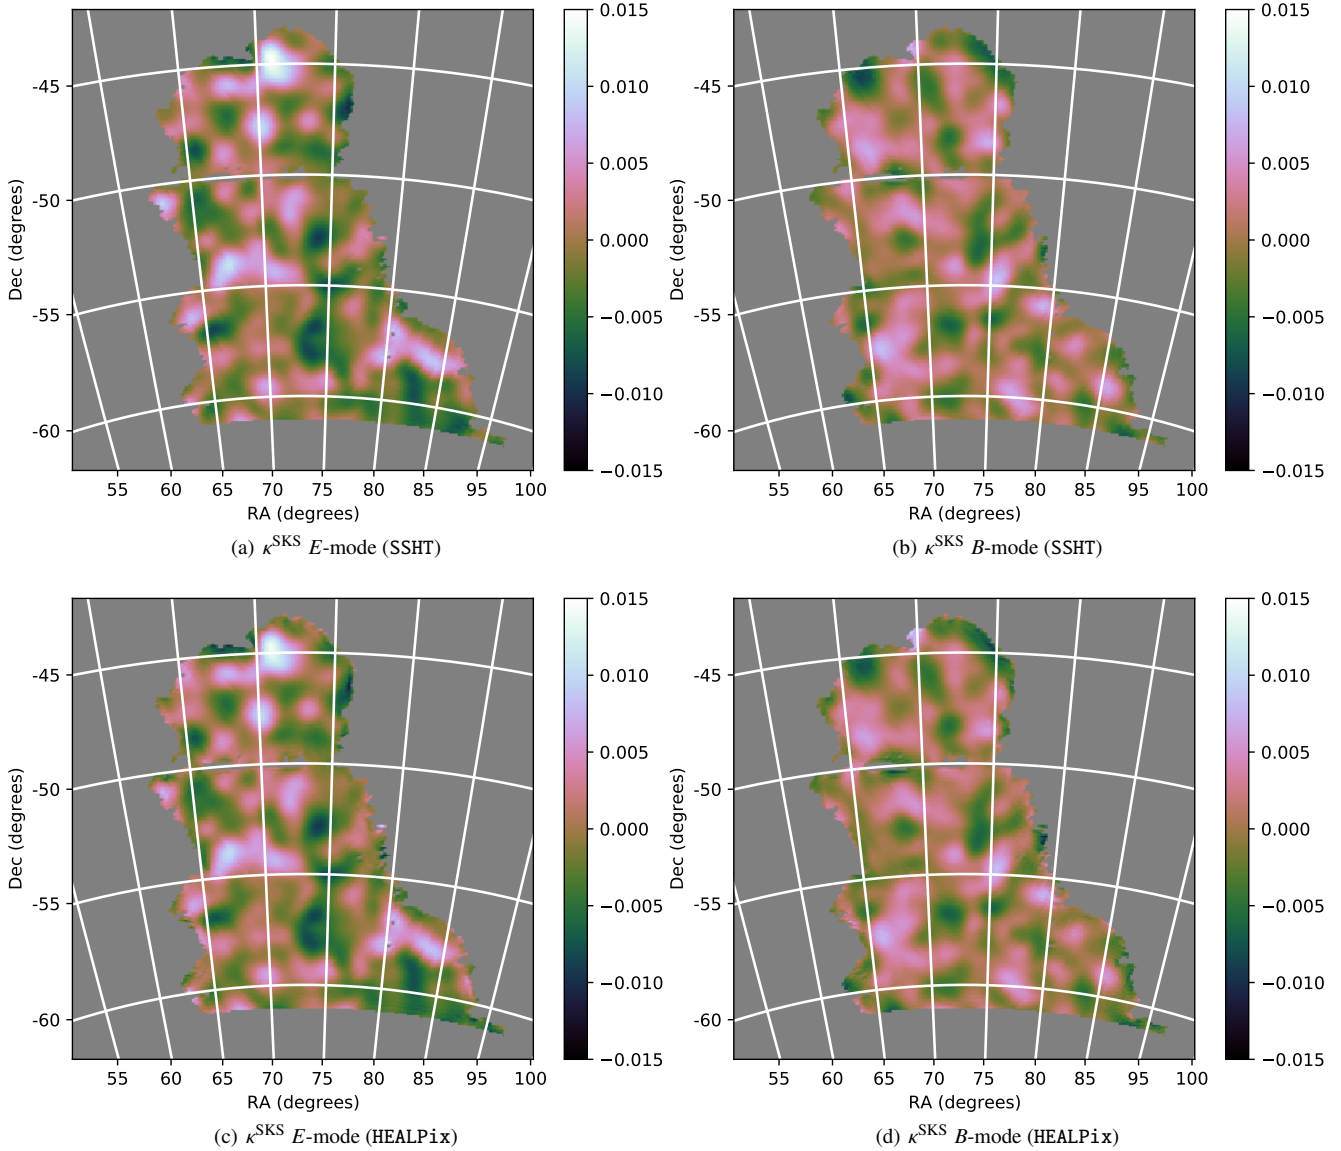 0.015
0.010
0.005
0.000
−0.005
−0.010
−0.015
-45
-50
-55
-60
Dec (degrees)
55 60 65 70 75 80 85 90 95 100
RA (degrees)
(a) κ^SKS E-mode (SSHT)
0.015
0.010
0.005
0.000
−0.005
−0.010
−0.015
-45
-50
-55
-60
Dec (degrees)
55 60 65 70 75 80 85 90 95 100
RA (degrees)
(b) κ^SKS B-mode (SSHT)
0.015
0.010
0.005
0.000
−0.005
−0.010
−0.015
-45
-50
-55
-60
Dec (degrees)
55 60 65 70 75 80 85 90 95 100
RA (degrees)
(c) κ^SKS E-mode (HEALPix)
0.015
0.010
0.005
0.000
−0.005
−0.010
−0.015
-45
-50
-55
-60
Dec (degrees)
55 60 65 70 75 80 85 90 95 100
RA (degrees)
(d) κ^SKS B-mode (HEALPix)